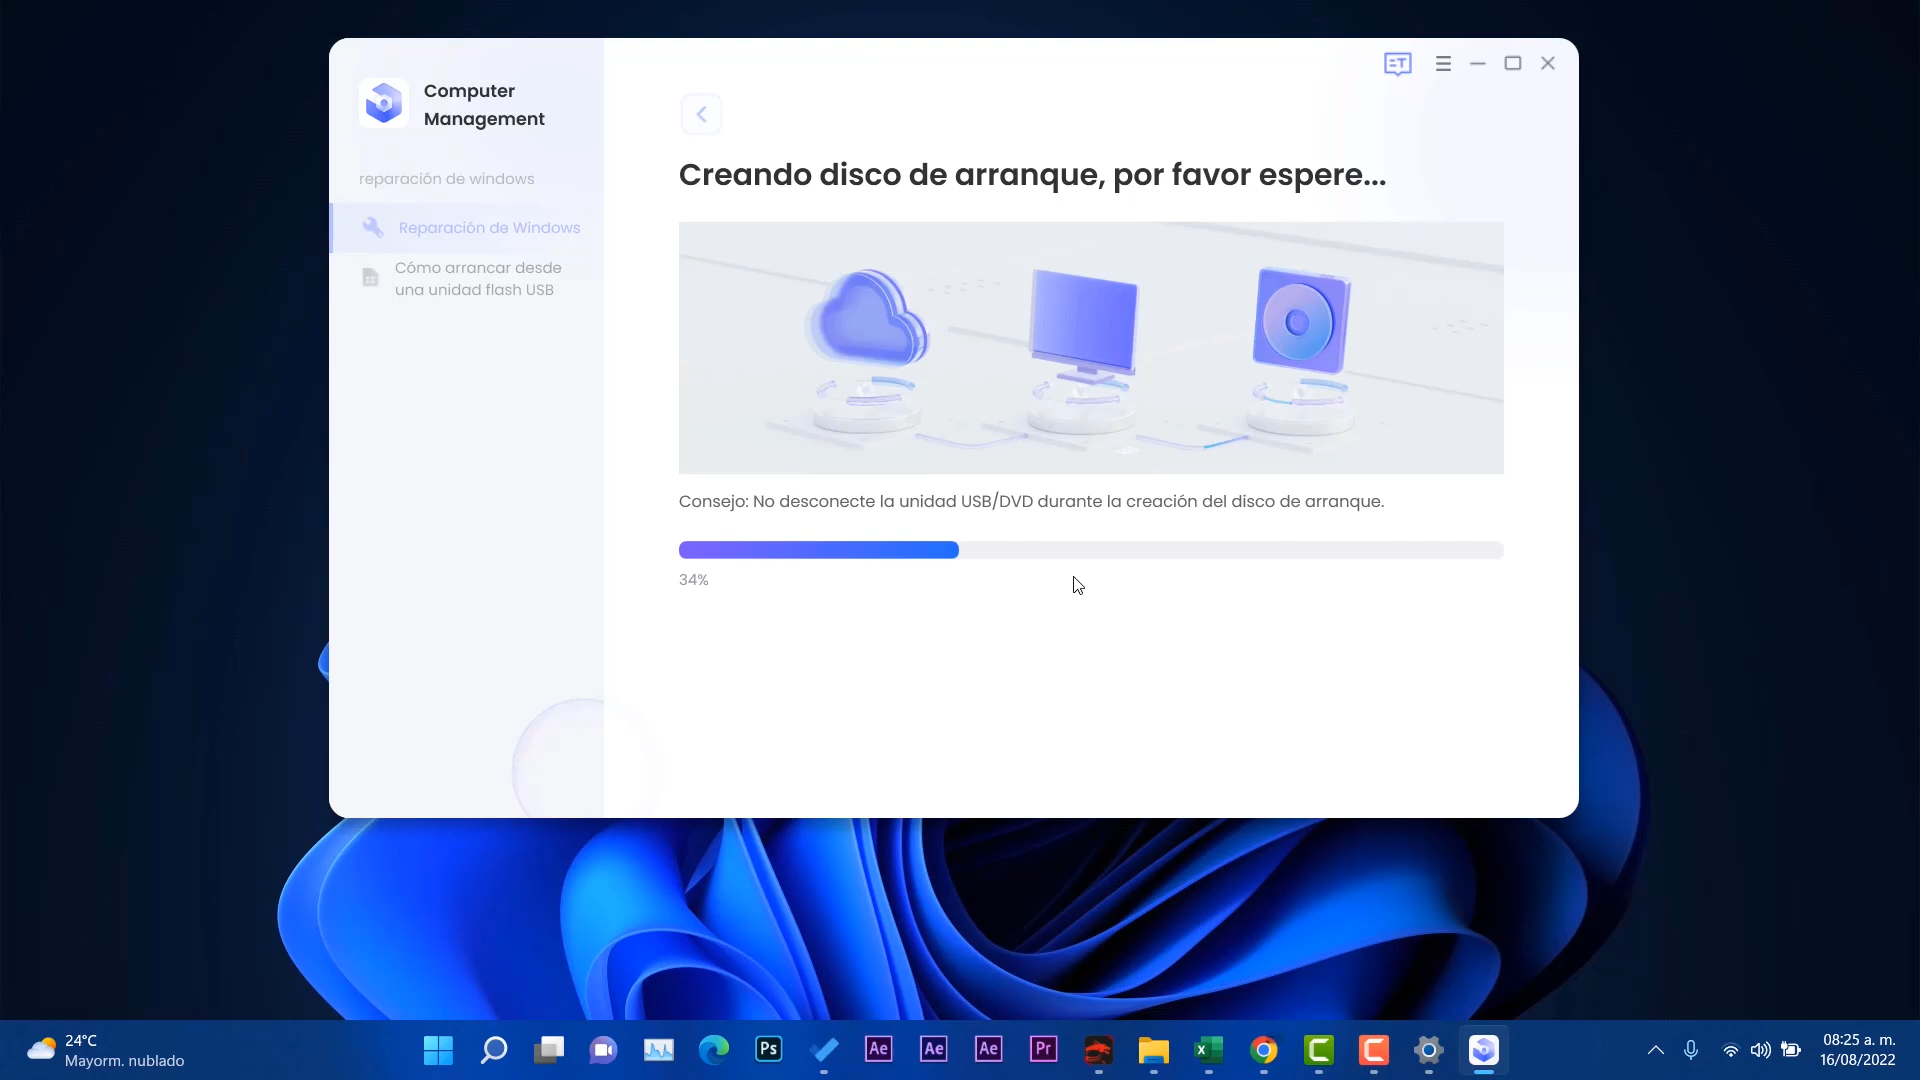 Computer
Management
reparación de windows
Reparación de Windows
Cómo arrancar desde
una unidad flash USB
Creando disco de arranque, por favor espere...
Consejo: No desconecte la unidad USB/DVD durante la creación del disco de arranque.
34%
24°C
Mayorm. nublado
Ps
Ae
Ae
Ae
Pr
08:25 a. m.
16/08/2022